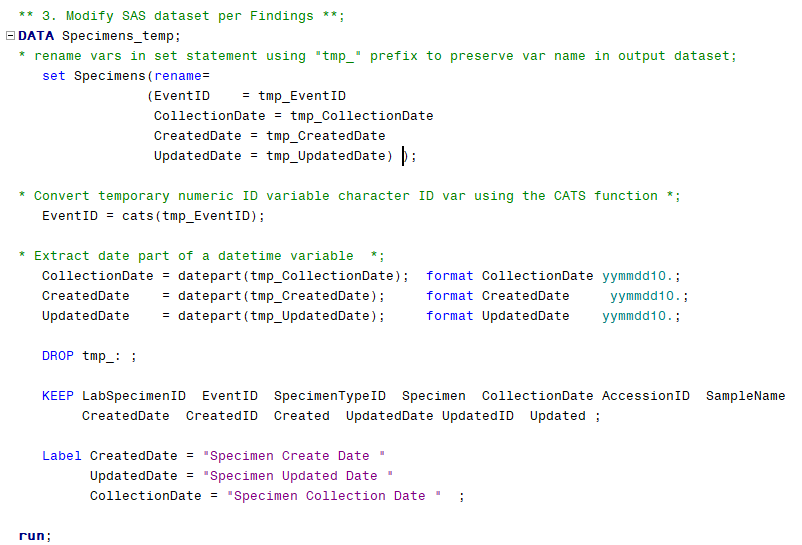 ** 3. Modify SAS dataset per Findings **;
DATA Specimens_temp;
* rename vars in set statement using "tmp_" prefix to preserve var name in output dataset;
set Specimens(rename=
(EventID    = tmp_EventID
CollectionDate = tmp_CollectionDate
CreatedDate = tmp_CreatedDate
UpdatedDate = tmp_UpdatedDate) );
* Convert temporary numeric ID variable character ID var using the CATS function *;
EventID = cats(tmp_EventID);
* Extract date part of a datetime variable  *;
CollectionDate = datepart(tmp_CollectionDate);  format CollectionDate yymmdd10.;
CreatedDate    = datepart(tmp_CreatedDate);     format CreatedDate     yymmdd10.;
UpdatedDate    = datepart(tmp_UpdatedDate);     format UpdatedDate    yymmdd10.;
DROP tmp_: ;
KEEP LabSpecimenID  EventID  SpecimenTypeID  Specimen  CollectionDate AccessionID  SampleName
CreatedDate  CreatedID  Created  UpdatedDate UpdatedID  Updated ;
Label CreatedDate = "Specimen Create Date "
UpdatedDate = "Specimen Updated Date "
CollectionDate = "Specimen Collection Date "  ;
run;